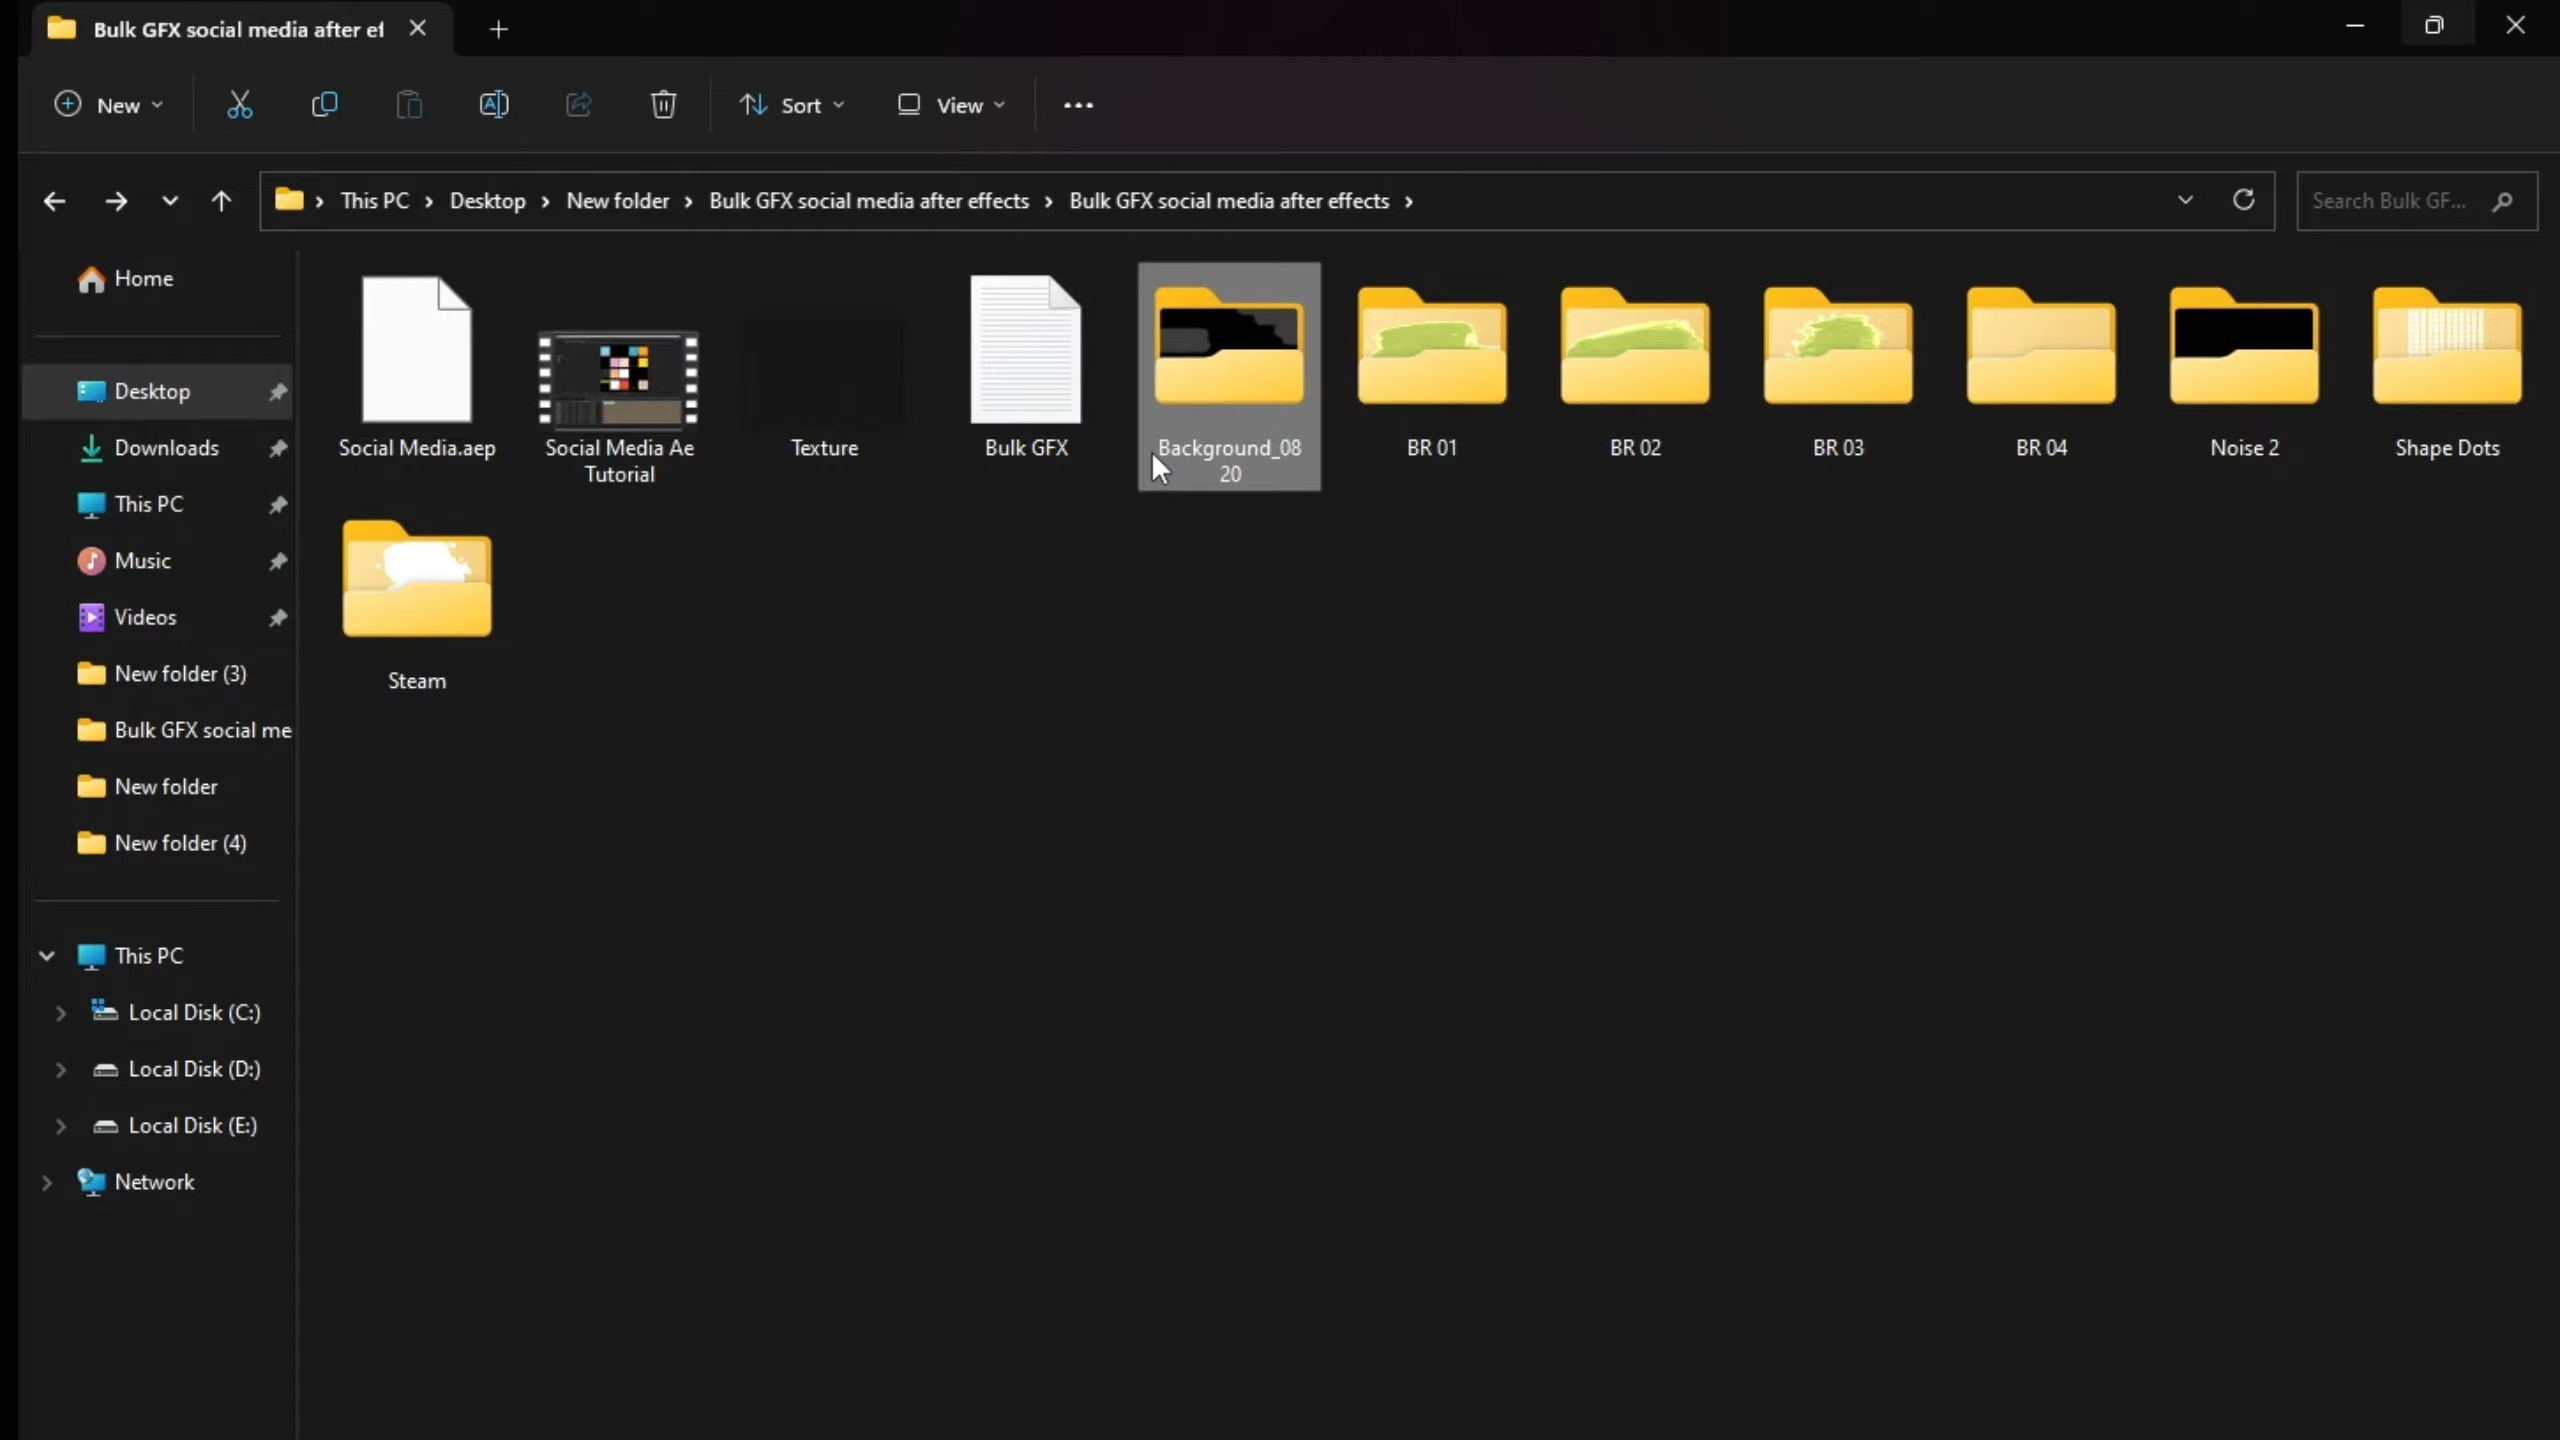 Bulk GFX social media after ef
New
Sort
View
This PC
Desktop
New folder
Bulk GFX social media after effects
Bulk GFX social media after effects
Search Bulk GF...
Home
Desktop
Downloads
This PC
Music
Videos
New folder (3)
Bulk GFX social me
New folder
New folder (4)
This PC
Local Disk (C:)
Local Disk (D:)
Local Disk (E:)
Network
Social Media.aep
Social Media Ae
Tutorial
Texture
Bulk GFX
Background_08
20
BR 01
BR 02
BR 03
BR 04
Noise 2
Shape Dots
Steam